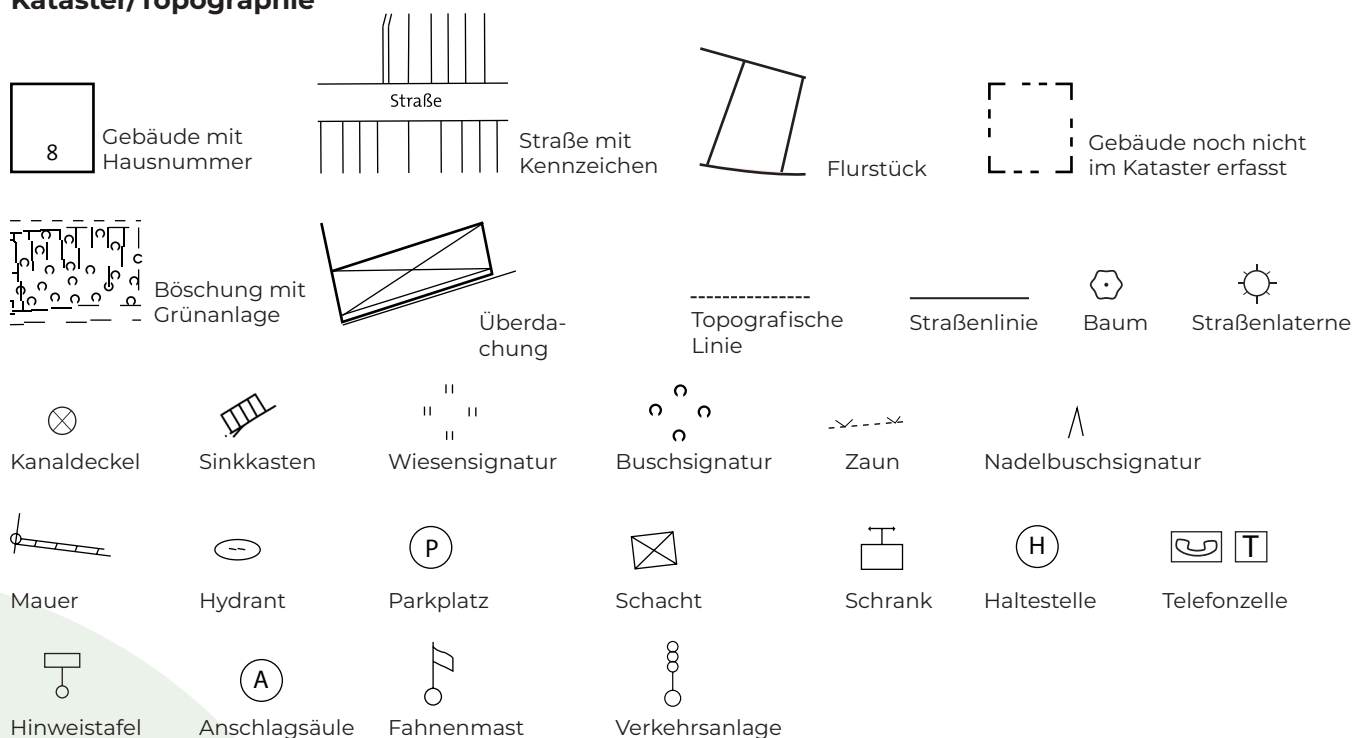 Kataster/Topographie
Straße
8
Gebäude mit
Hausnummer
Straße mit
Kennzeichen
Flurstück
Gebäude noch nicht
im Kataster erfasst
Böschung mit
Grünanlage
Überda-
chung
Topografische
Linie
Straßenlinie
Baum
Straßenlaterne
Kanaldeckel
Sinkkasten
Wiesensignatur
Buschsignatur
Zaun
Nadelbuschsignatur
P
H
T
Mauer
Hydrant
Parkplatz
Schacht
Schrank
Haltestelle
Telefonzelle
A
Hinweistafel
Anschlagsäule
Fahnenmast
Verkehrsanlage